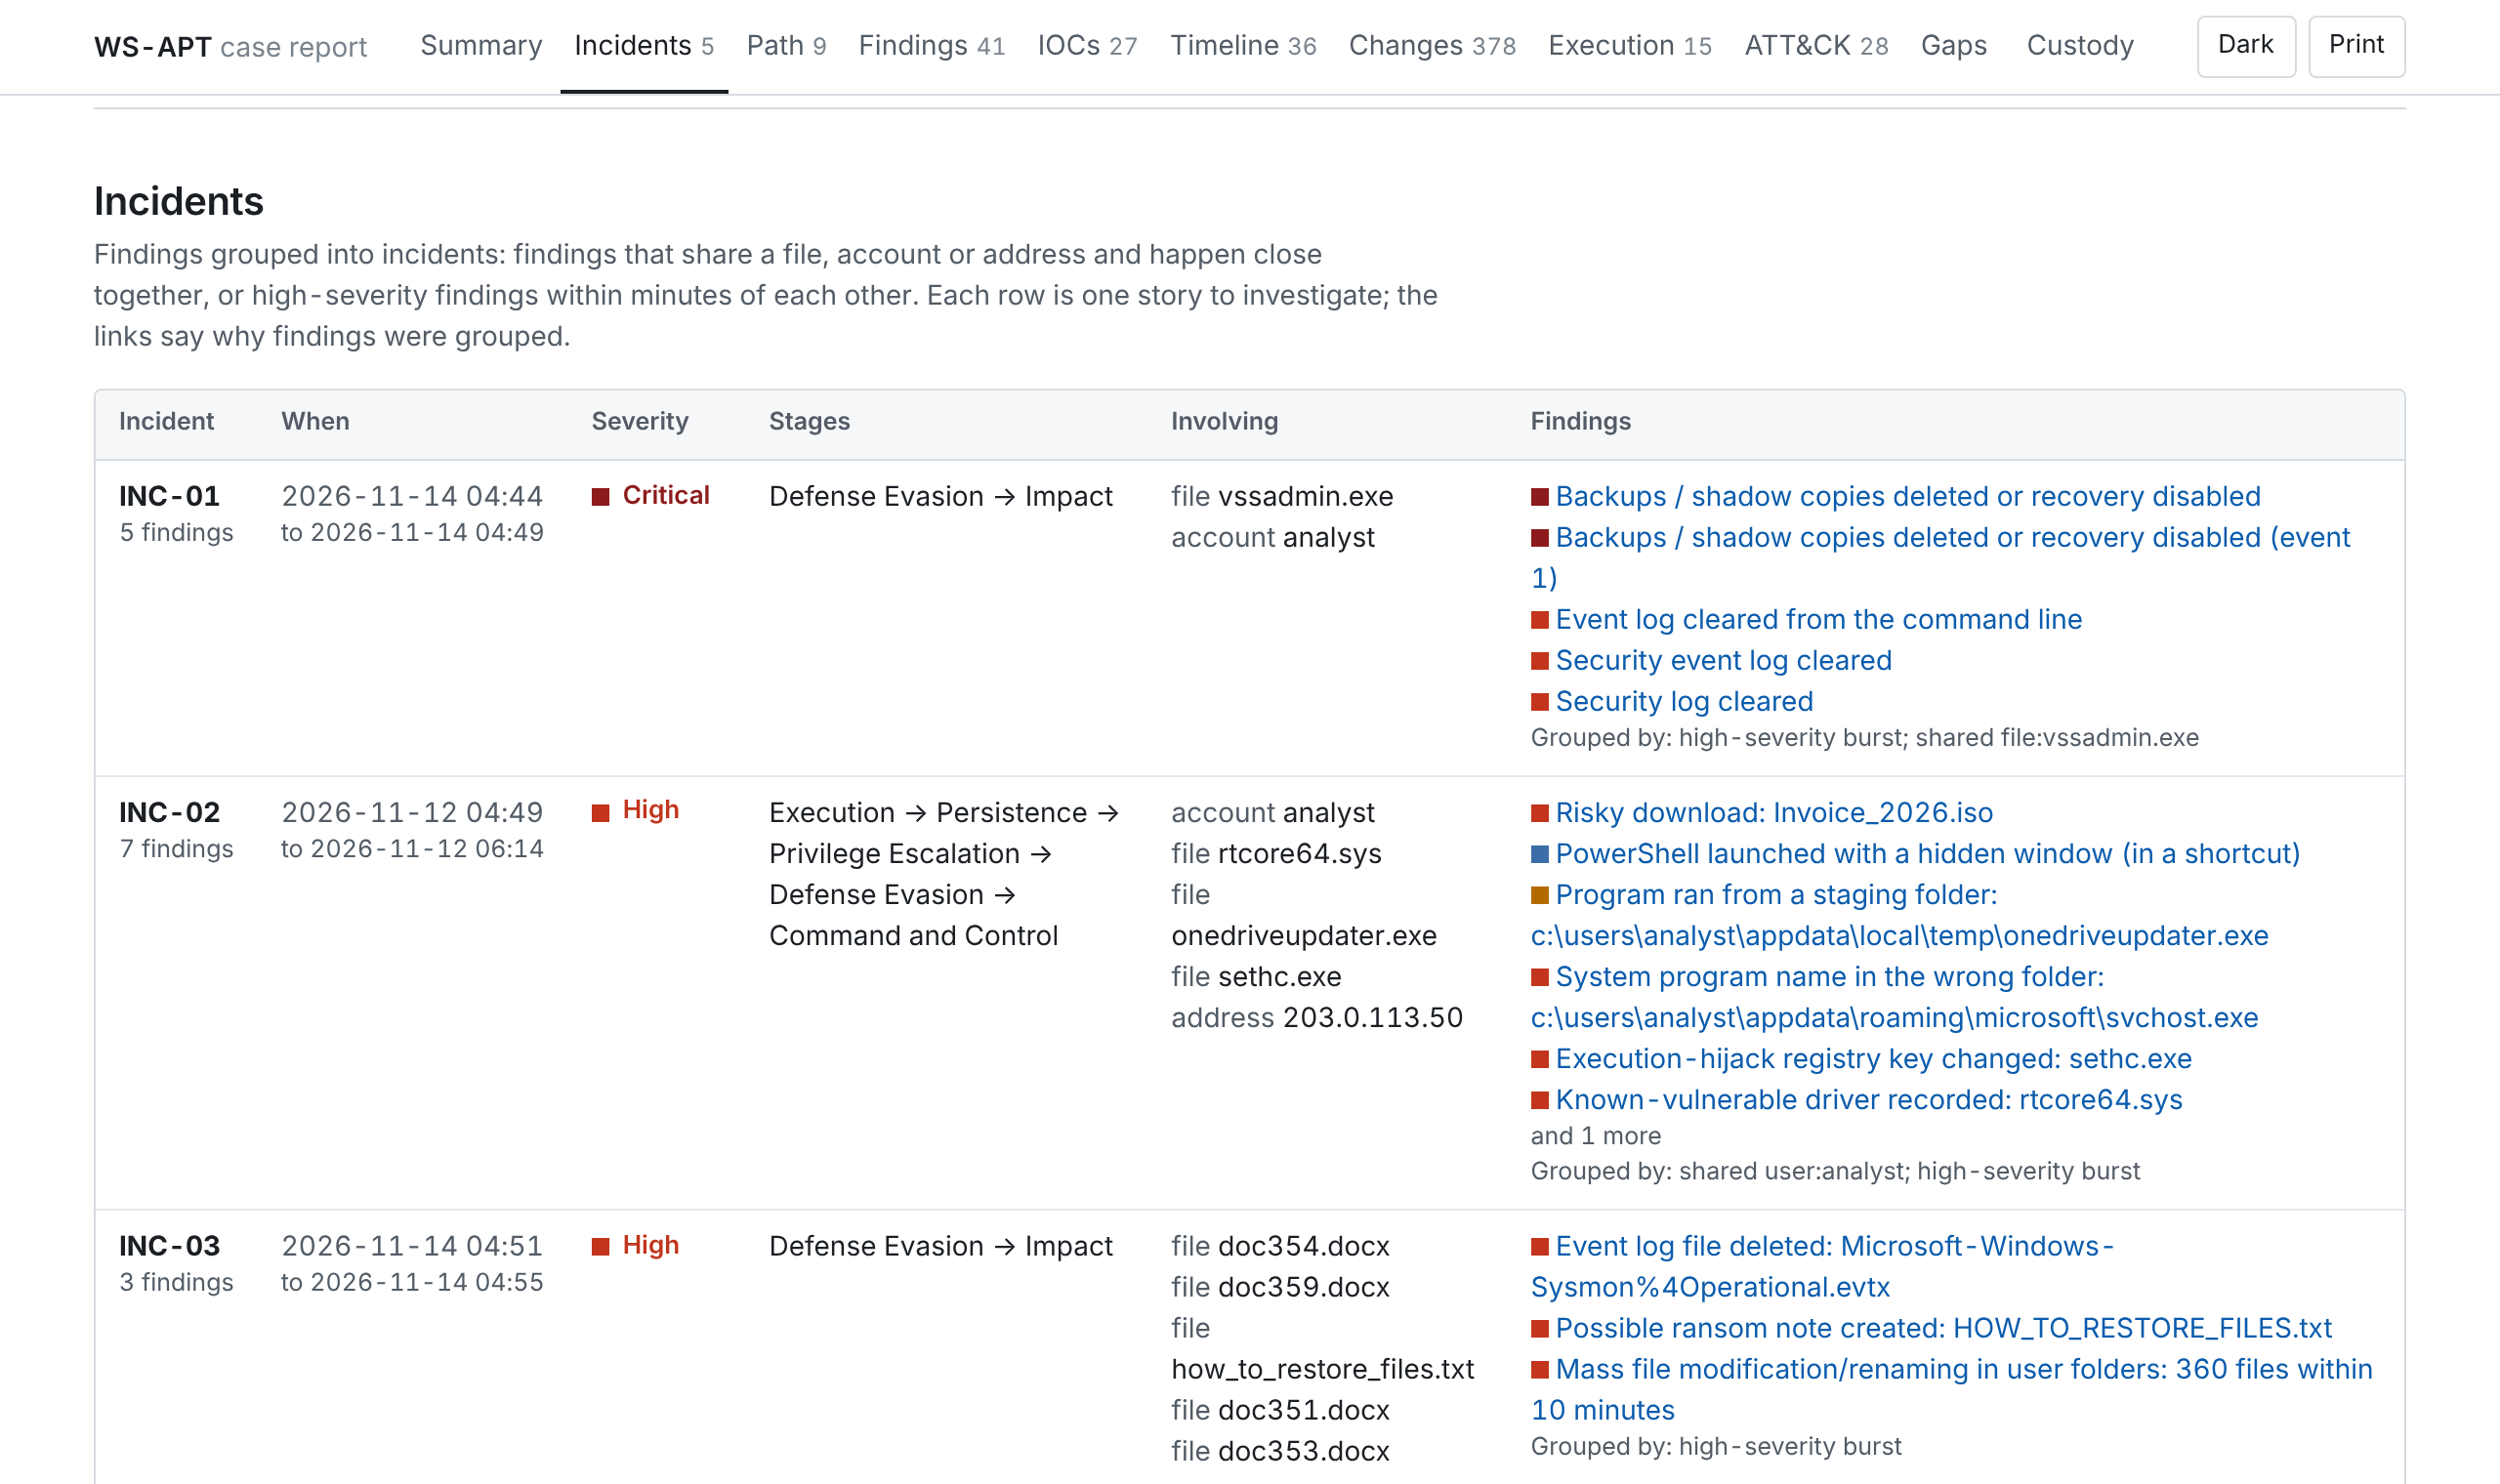 WS-APT case report Summary Incidents 5 Path 9 Findings 41 IOCs 27 Timeline 36 Changes 378 Execution 15 ATT&CK 28 Gaps Custody Dark Print
Incidents
Findings grouped into incidents: findings that share a file, account or address and happen close
together, or high-severity findings within minutes of each other. Each row is one story to investigate; the
links say why findings were grouped.
Incident When Severity Stages Involving Findings
INC-01
5 findings
2026-11-14 04:44
to 2026-11-14 04:49
Critical
Defense Evasion → Impact
file vssadmin.exe
account analyst
Backups / shadow copies deleted or recovery disabled
Backups / shadow copies deleted or recovery disabled (event
1)
Event log cleared from the command line
Security event log cleared
Security log cleared
Grouped by: high-severity burst; shared file:vssadmin.exe
INC-02
7 findings
2026-11-12 04:49
to 2026-11-12 06:14
High
Execution → Persistence →
Privilege Escalation →
Defense Evasion →
Command and Control
account analyst
file rtcore64.sys
file
onedriveupdater.exe
file sethc.exe
address 203.0.113.50
Risky download: Invoice_2026.iso
PowerShell launched with a hidden window (in a shortcut)
Program ran from a staging folder:
c:\users\analyst\appdata\local\temp\onedriveupdater.exe
System program name in the wrong folder:
c:\users\analyst\appdata\roaming\microsoft\svchost.exe
Execution-hijack registry key changed: sethc.exe
Known-vulnerable driver recorded: rtcore64.sys
and 1 more
Grouped by: shared user:analyst; high-severity burst
INC-03
3 findings
2026-11-14 04:51
to 2026-11-14 04:55
High
Defense Evasion → Impact
file doc354.docx
file doc359.docx
file
how_to_restore_files.txt
file doc351.docx
file doc353.docx
Event log file deleted: Microsoft-Windows-
Sysmon%4Operational.evtx
Possible ransom note created: HOW_TO_RESTORE_FILES.txt
Mass file modification/renaming in user folders: 360 files within
10 minutes
Grouped by: high-severity burst